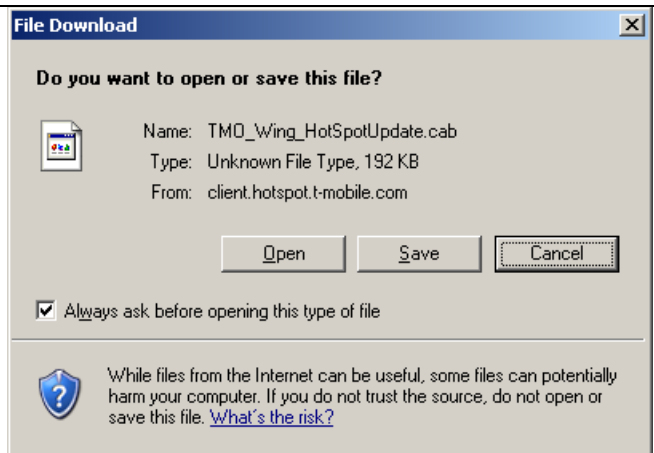 File Download
Do you want to open or save this file?
Name: TMO_Wing_HotSpotUpdate.cab
Type: Unknown File Type, 192 KB
From: client.hotspot.t-mobile.com
Open Save Cancel
Always ask before opening this type of file
While files from the Internet can be useful, some files can potentially
harm your computer. If you do not trust the source, do not open or
save this file. What's the risk?